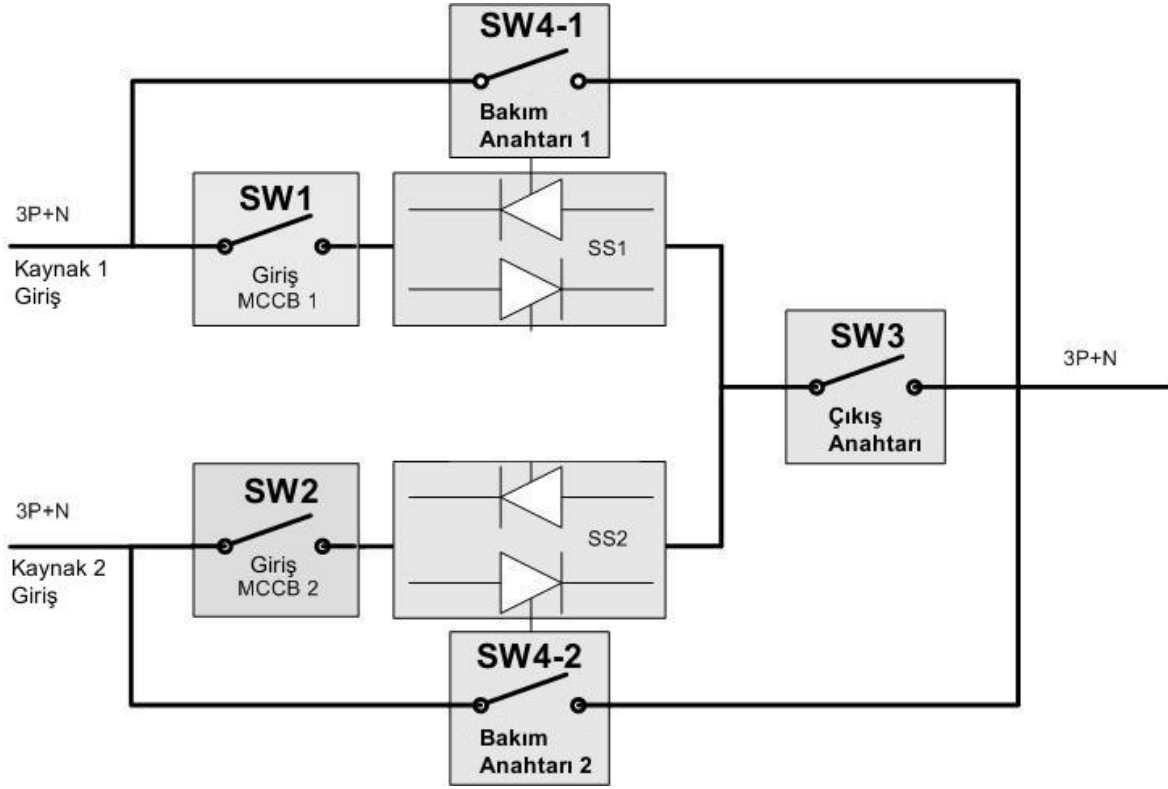 SW4-1
Bakım
Anahtarı 1
3P+N
Kaynak 1
Giriş
SW1
Giriş
MCCB 1
SS1
SW3
Çıkış
Anahtarı
3P+N
3P+N
Kaynak 2
Giriş
SW2
Giriş
MCCB 2
SS2
SW4-2
Bakım
Anahtarı 2